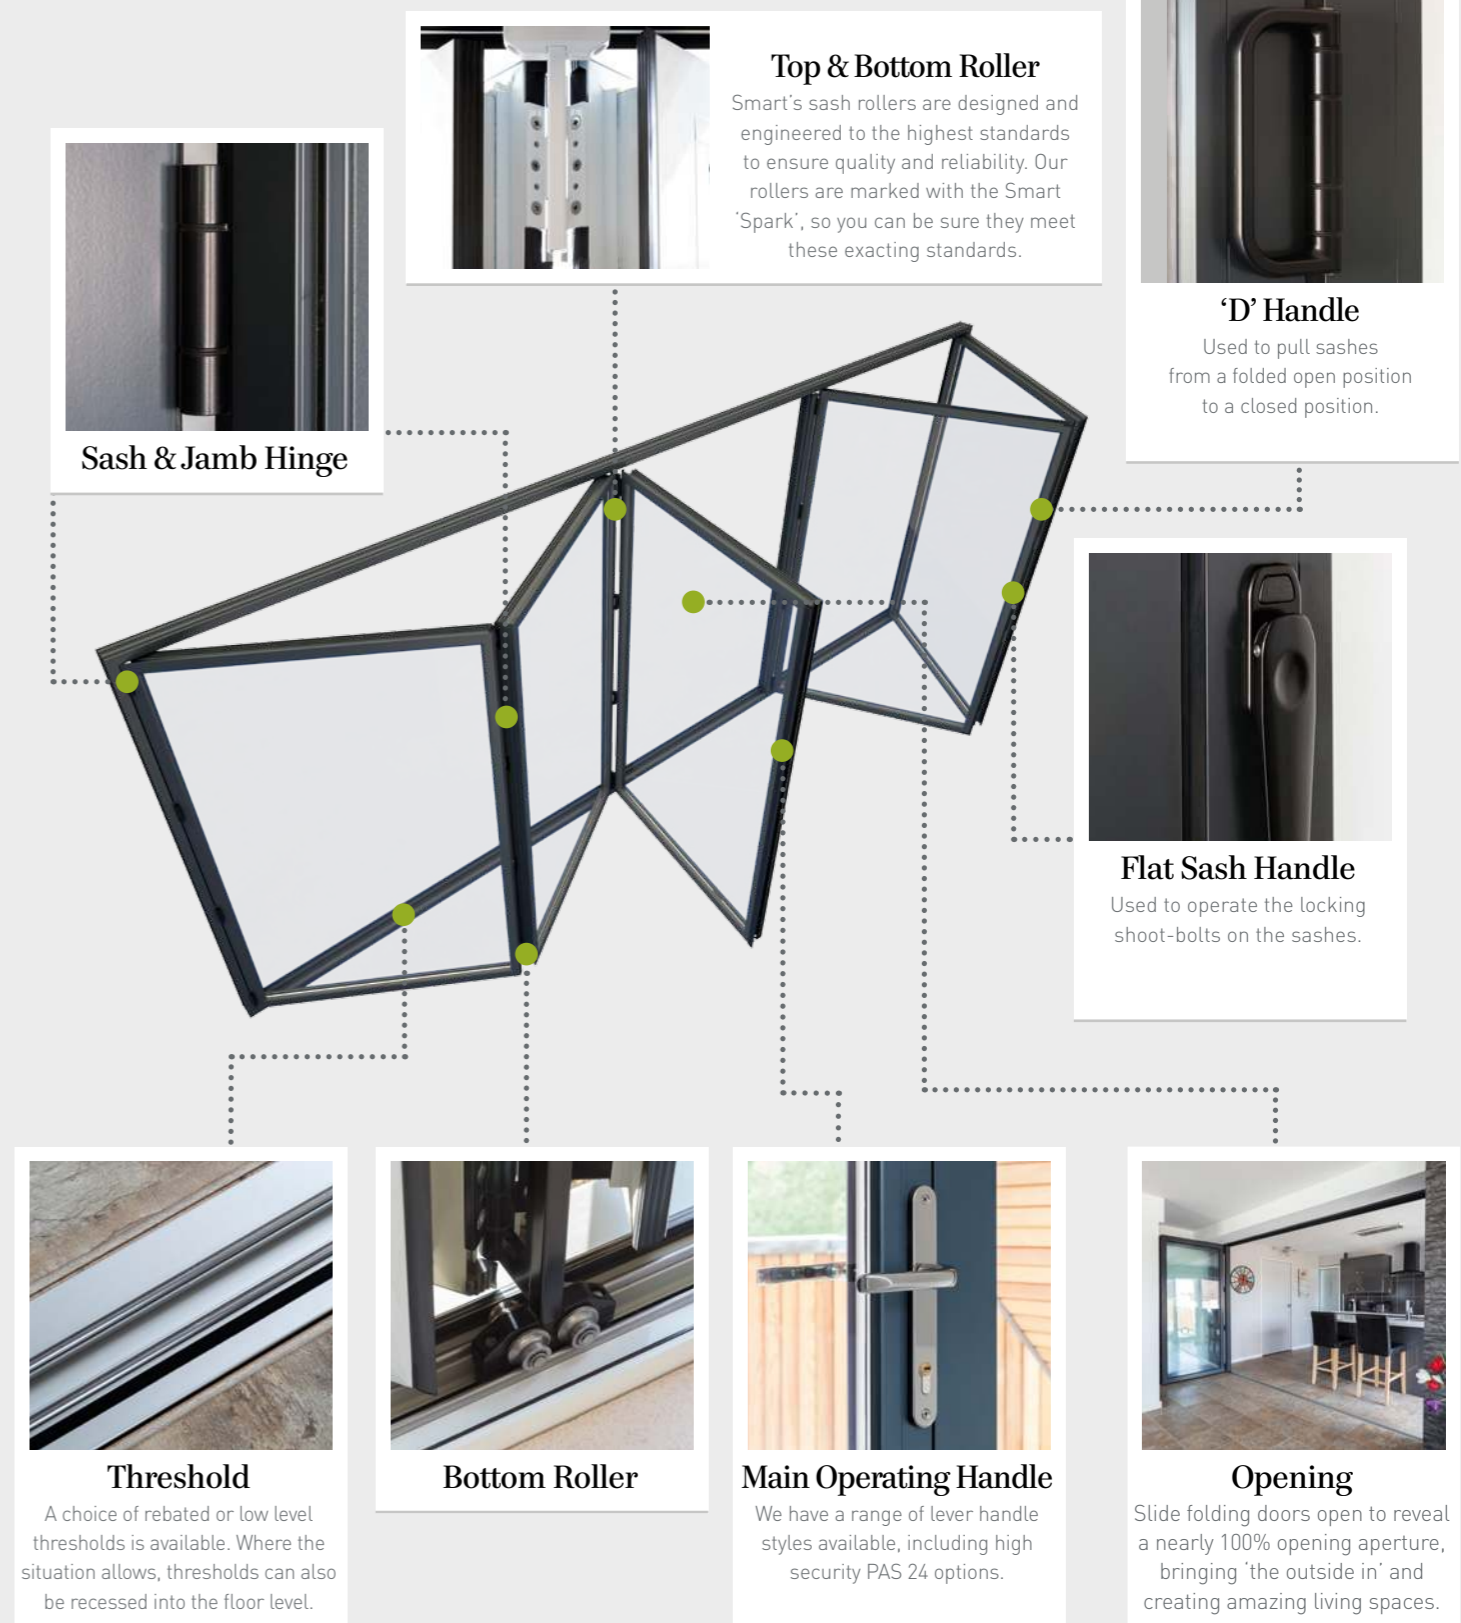 Top & Bottom Roller
Smart's sash rollers are designed and
engineered to the highest standards
to ensure quality and reliability. Our
rollers are marked with the Smart
'Spark', so you can be sure they meet
these exacting standards.
Sash & Jamb Hinge
‘D’ Handle
Used to pull sashes
from a folded open position
to a closed position.
Flat Sash Handle
Used to operate the locking
shoot-bolts on the sashes.
Threshold
A choice of rebated or low level
thresholds is available. Where the
situation allows, thresholds can also
be recessed into the floor level.
Bottom Roller
Main Operating Handle
We have a range of lever handle
styles available, including high
security PAS 24 options.
Opening
Slide folding doors open to reveal
a nearly 100% opening aperture,
bringing 'the outside in' and
creating amazing living spaces.